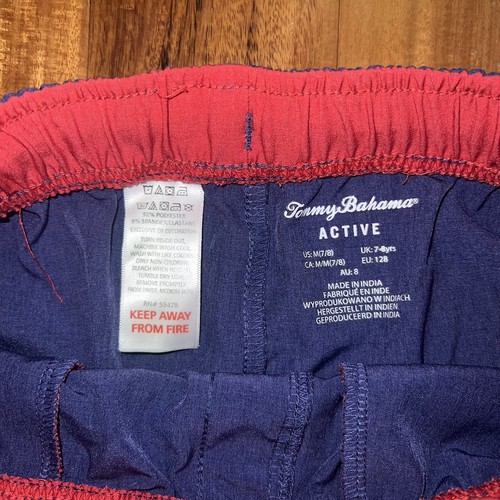 92% POLYESTER
8% SPANDEX/ELASTANE
EXCLUSIVE OF DECORATION
TURN INSIDE OUT,
MACHINE WASH COOL,
WASH WITH LIKE COLORS,
ONLY NON-CHLORINE
BLEACH WHEN NEEDED,
TUMBLE DRY LOW,
REMOVE PROMPTLY
RN# 59479
KEEP AWAY
FROM FIRE
Tommy Bahama®
ACTIVE
US: M(7/8) UK: 7-8yrs
CA: M/M(7/8) EU: 128
AU: 8
MADE IN INDIA
FABRIQUÉ EN INDE
WYPRODUKOWANO W INDIACH
HERGESTELLT IN INDIEN
GEPRODUCEERD IN INDIA